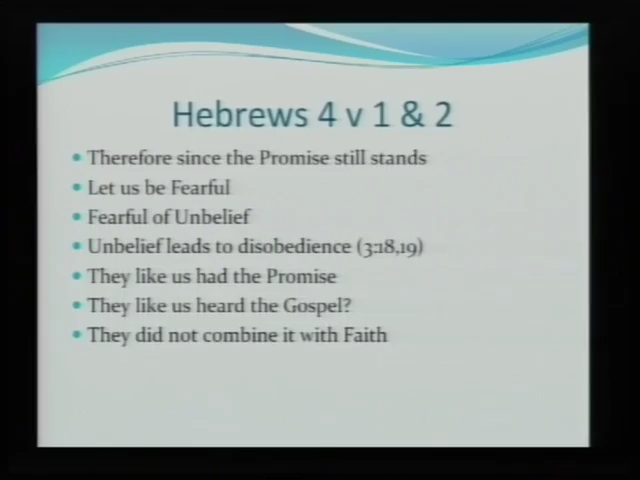 Hebrews 4 v 1 & 2
Therefore since the Promise still stands
Let us be Fearful
Fearful of Unbelief
Unbelief leads to disobedience (3:18,19)
They like us had the Promise
They like us heard the Gospel?
They did not combine it with Faith